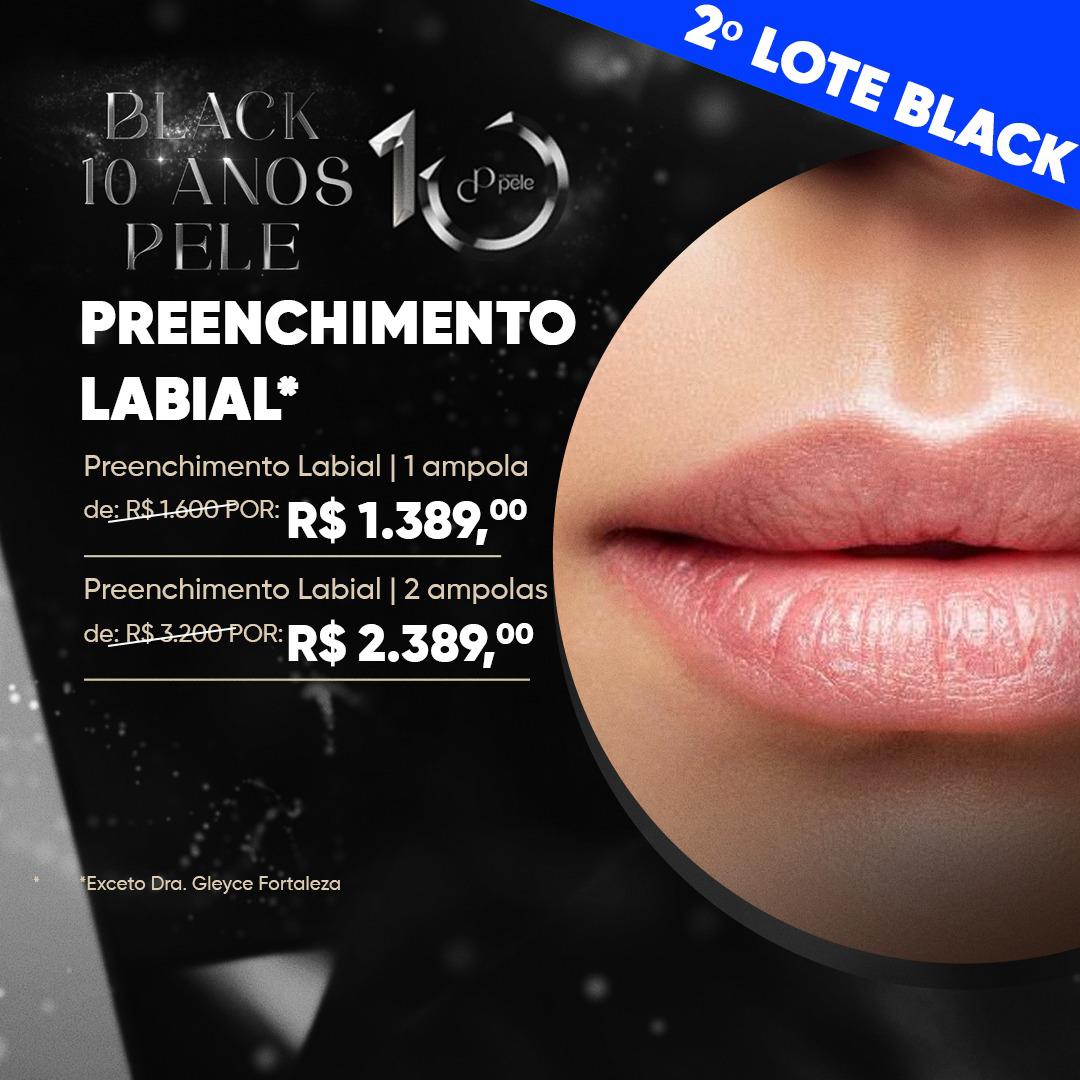 2º LOTE BLACK
BLACK
10 ANOS
PELE
10
pele
PREENCHIMENTO
LABIAL*
Preenchimento Labial | 1 ampola
de: R$ 1.600 POR: R$ 1.389,00
Preenchimento Labial | 2 ampolas
de: R$ 3.200 POR: R$ 2.389,00
* *Exceto Dra. Gleyce Fortaleza